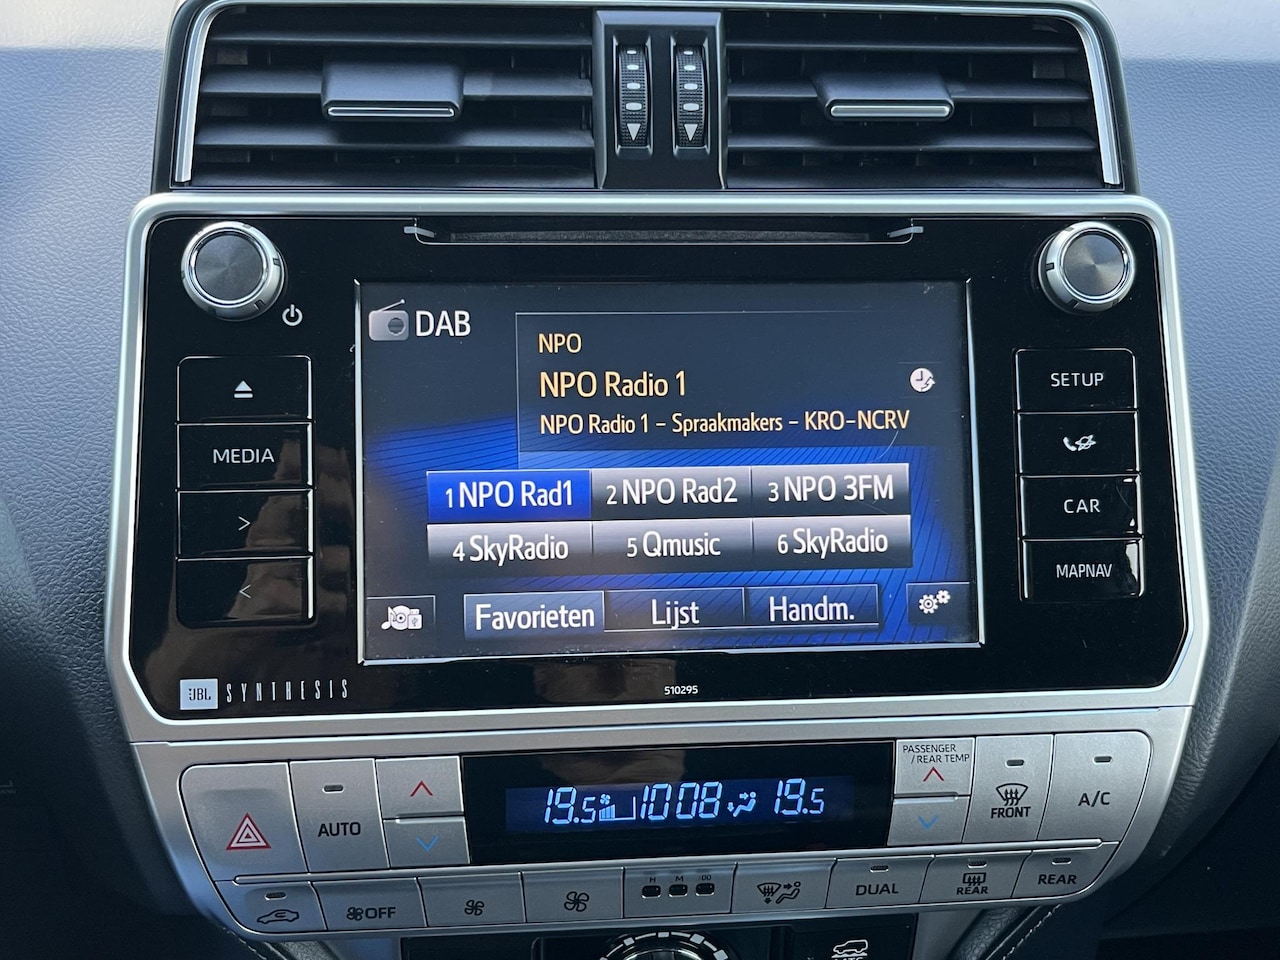 DAB
NPO
NPO Radio 1
NPO Radio 1 - Spraakmakers - KRO-NCRV
1 NPO Rad1
2 NPO Rad2
3 NPO 3FM
4 SkyRadio
5 Qmusic
6 SkyRadio
Favorieten
Lijst
Handm.
MEDIA
>
<
SETUP
CAR
MAPNAV
JBL SYNTHESIS
510295
AUTO
19.5
10 08
19.5
PASSENGER
/REAR TEMP
FRONT
A/C
OFF
H M :00
DUAL
REAR
REAR